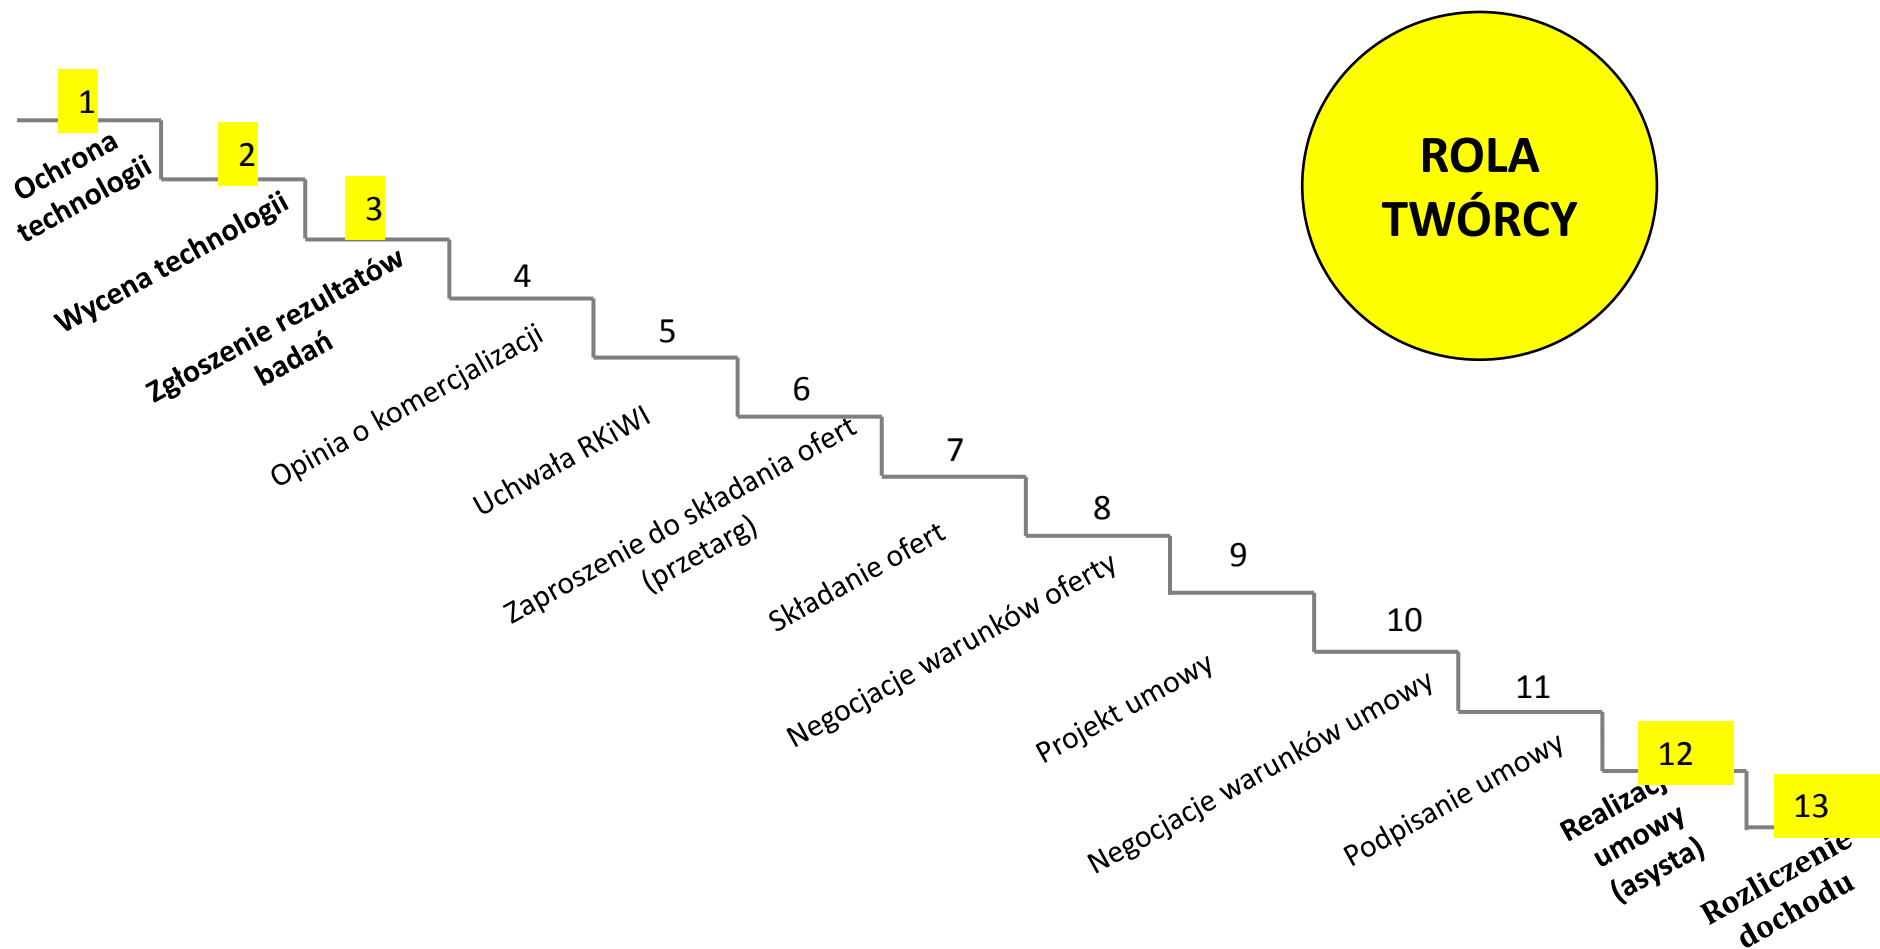 ROLA
TWÓRCY
1
Ochrona
technologii
2
Wycena technologii
3
Zgłoszenie rezultatów
badań
4
Opinia o komercjalizacji
5
Uchwała RKiWI
6
Zaproszenie do składania ofert
(przetarg)
7
Składanie ofert
8
Negocjacje warunków oferty
9
Projekt umowy
10
Negocjacje warunków umowy
11
Podpisanie umowy
12
Realizacj
umowy
(asysta)
13
Rozliczenie
dochodu